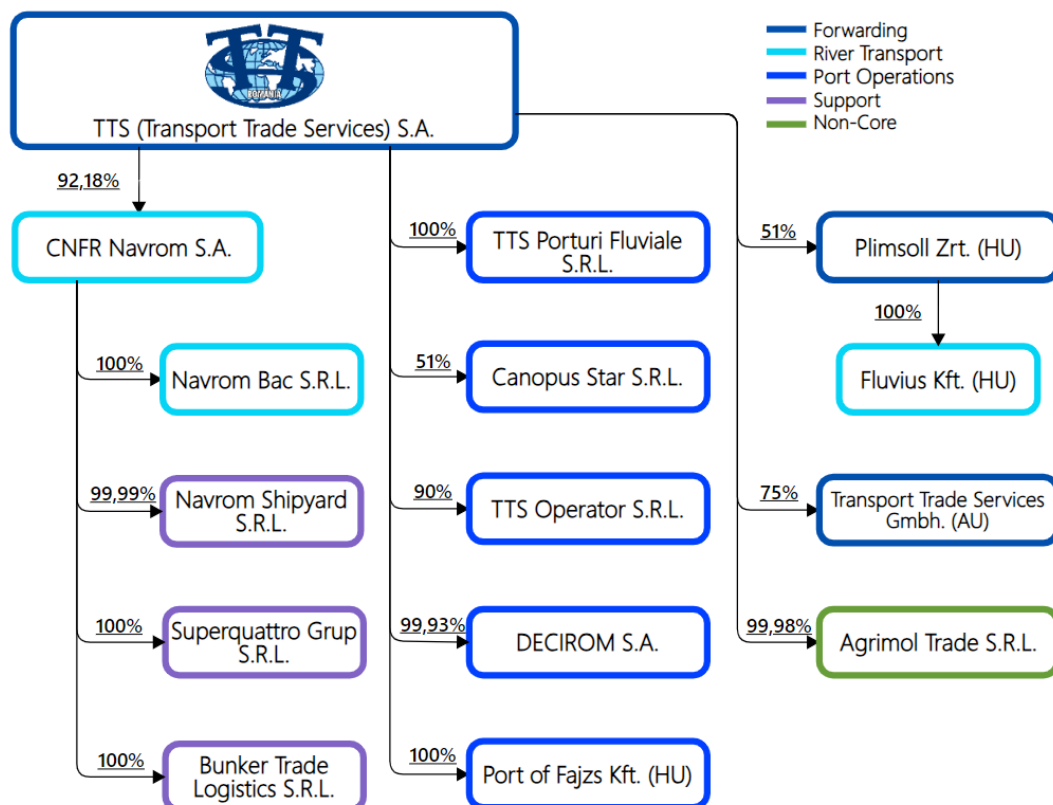 TTS
ROMANIA
TTS (Transport Trade Services) S.A.
Forwarding
River Transport
Port Operations
Support
Non-Core
92,18%
CNFR Navrom S.A.
100%
Navrom Bac S.R.L.
99,99%
Navrom Shipyard
S.R.L.
100%
Superquattro Grup
S.R.L.
100%
Bunker Trade
Logistics S.R.L.
100%
TTS Porturi Fluviale
S.R.L.
51%
Canopus Star S.R.L.
90%
TTS Operator S.R.L.
99,93%
DECIROM S.A.
100%
Port of Fajzs Kft. (HU)
51%
Plimsoll Zrt. (HU)
100%
Fluvius Kft. (HU)
75%
Transport Trade Services
Gmbh. (AU)
99,98%
Agrimol Trade S.R.L.